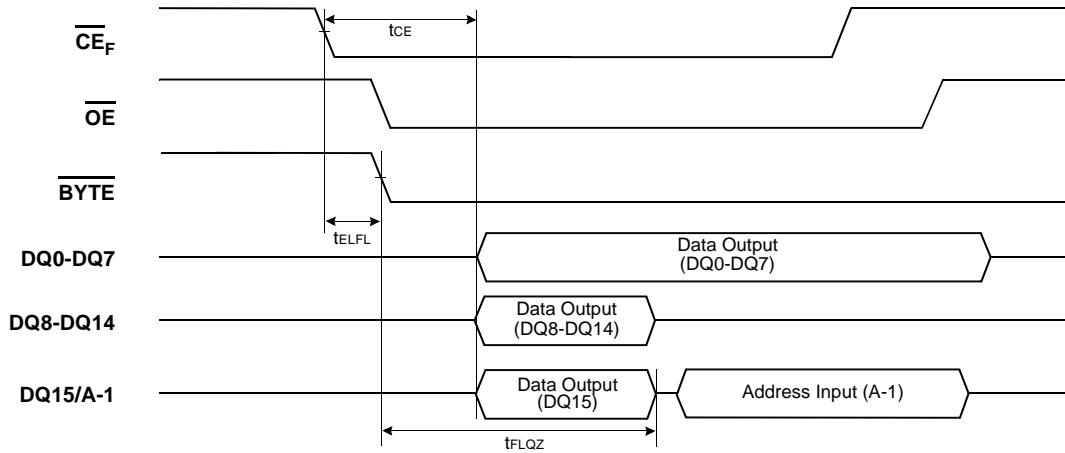 tCE
CEF
OE
BYTE
tELFL
Data Output
(DQ0-DQ7)
DQ0-DQ7
Data Output
(DQ8-DQ14)
DQ8-DQ14
Data Output
(DQ15)
Address Input (A-1)
DQ15/A-1
tFLQZ